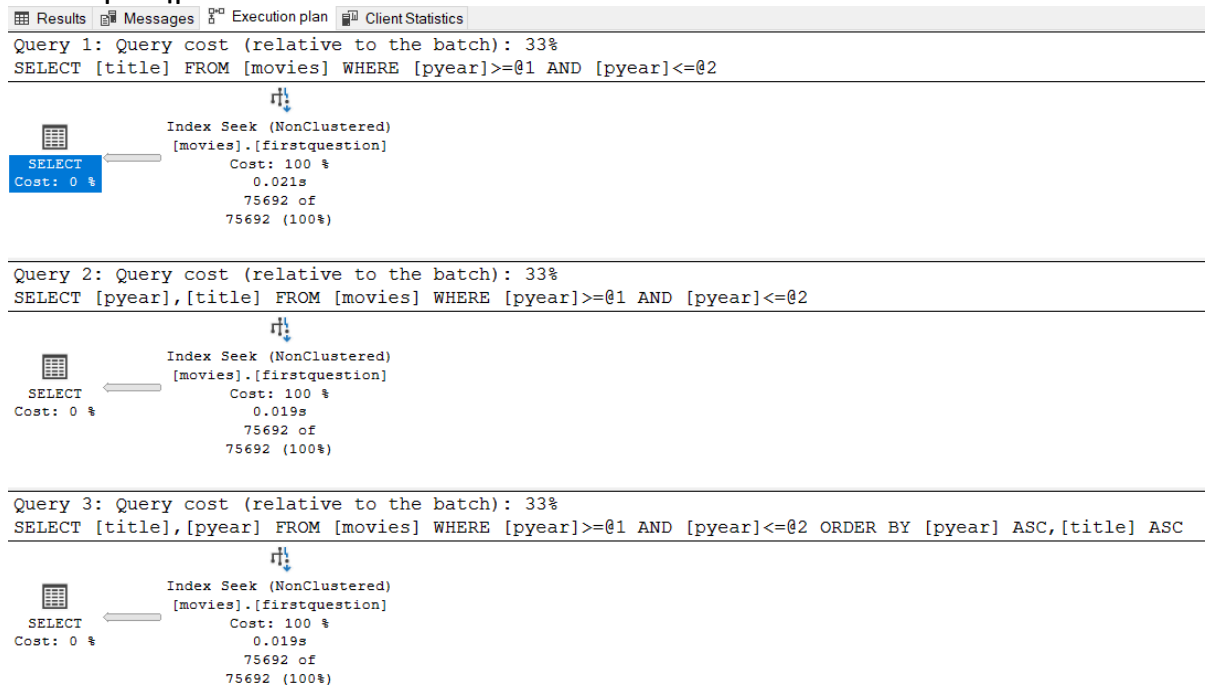 Results Messages Execution plan Client Statistics
Query 1: Query cost (relative to the batch): 33%
SELECT [title] FROM [movies] WHERE [pyear]>=@1 AND [pyear]<=@2
Index Seek (NonClustered)
[movies].[firstquestion]
SELECT
Cost: 0 %
Cost: 100 %
0.021s
75692 of
75692 (100%)
Query 2: Query cost (relative to the batch): 33%
SELECT [pyear],[title] FROM [movies] WHERE [pyear]>=@1 AND [pyear]<=@2
Index Seek (NonClustered)
[movies].[firstquestion]
SELECT
Cost: 0 %
Cost: 100 %
0.019s
75692 of
75692 (100%)
Query 3: Query cost (relative to the batch): 33%
SELECT [title],[pyear] FROM [movies] WHERE [pyear]>=@1 AND [pyear]<=@2 ORDER BY [pyear] ASC,[title] ASC
Index Seek (NonClustered)
[movies].[firstquestion]
SELECT
Cost: 0 %
Cost: 100 %
0.019s
75692 of
75692 (100%)